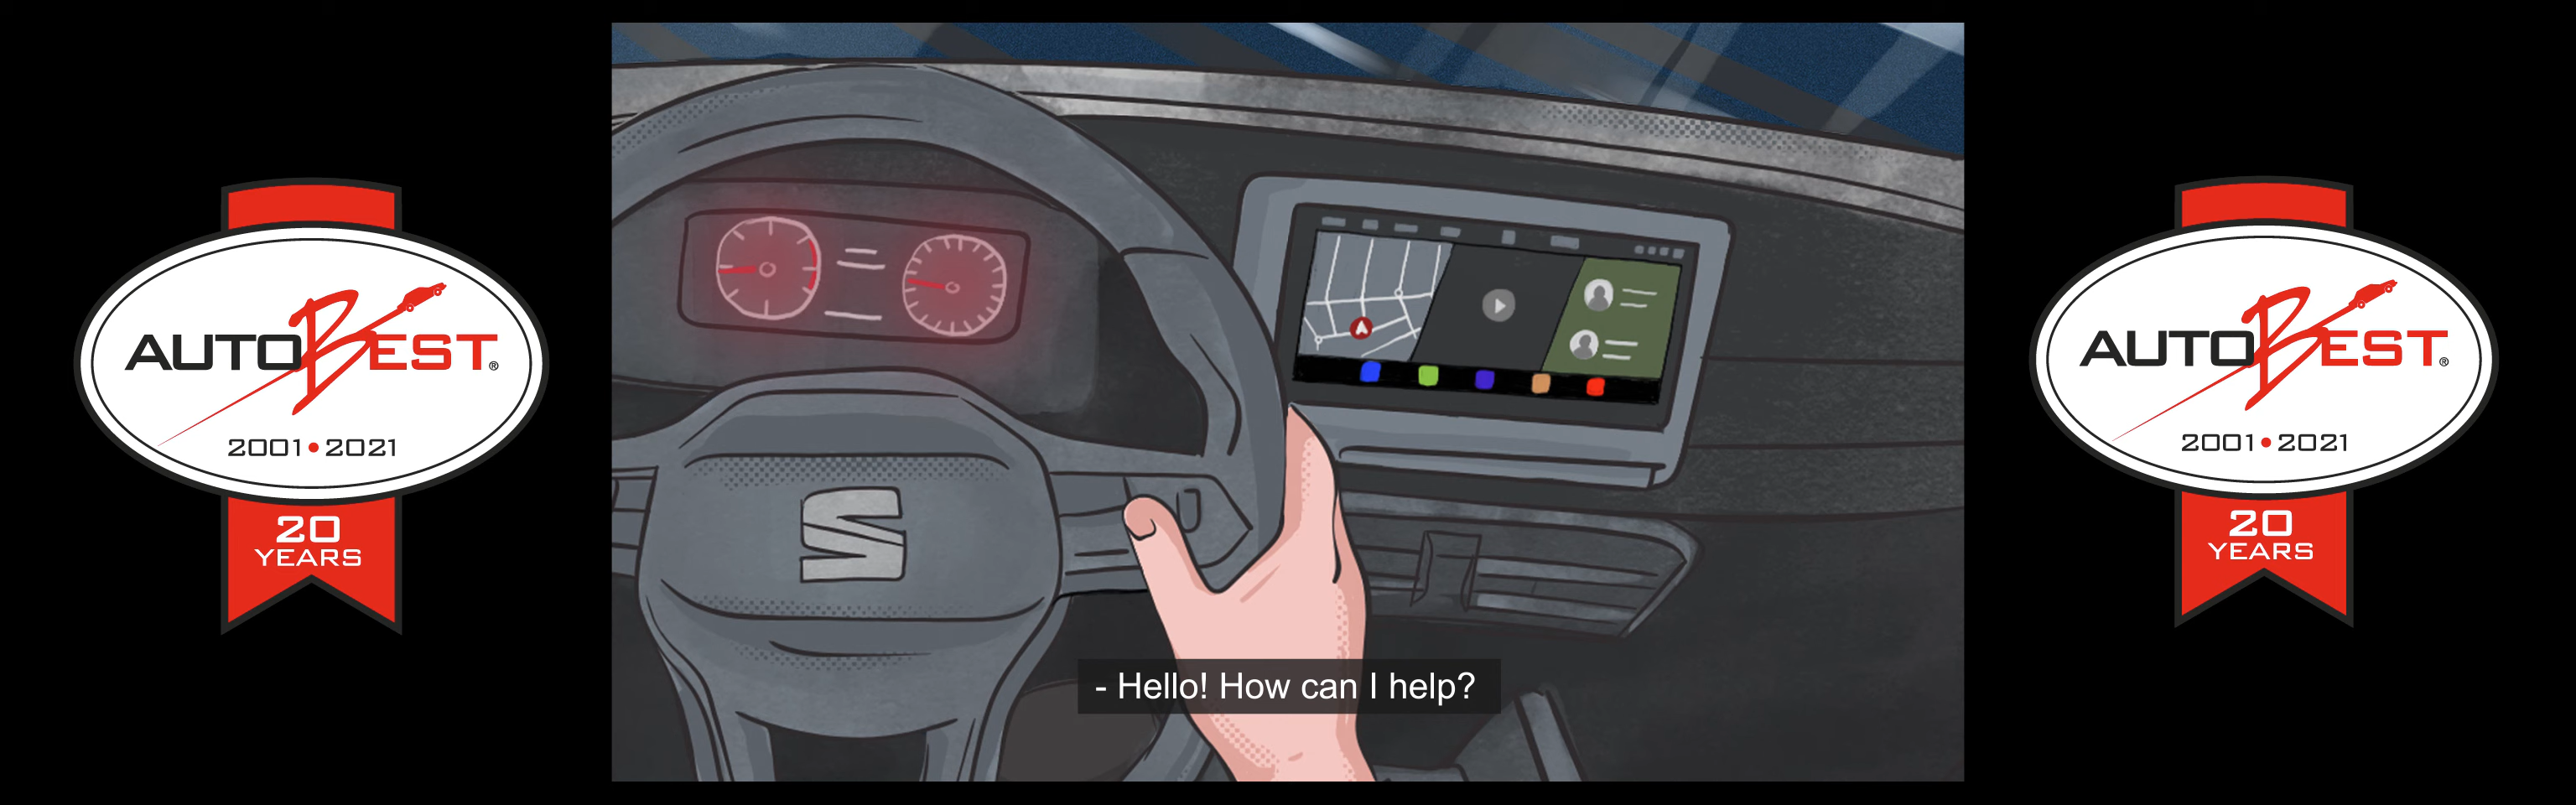 AUTOBEST®
2001•2021
20
YEARS
- Hello! How can I help?
AUTOBEST®
2001•2021
20
YEARS